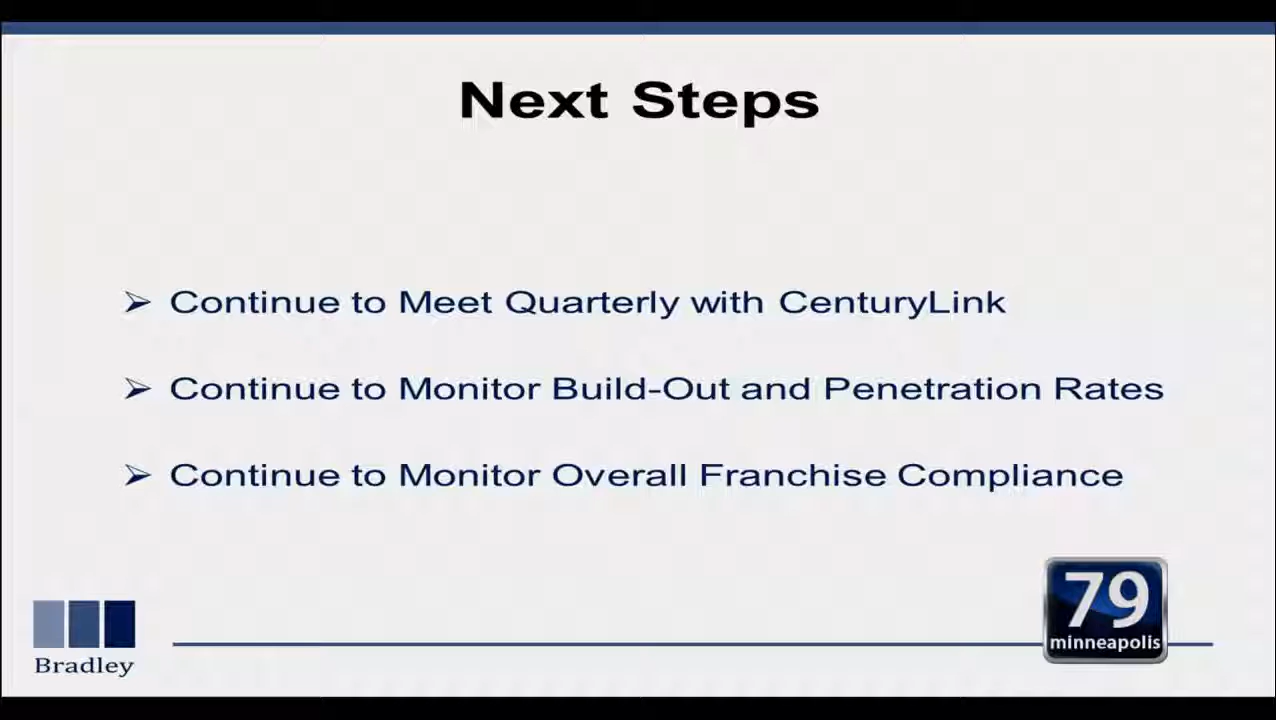 Next Steps
➢ Continue to Meet Quarterly with CenturyLink
➢ Continue to Monitor Build-Out and Penetration Rates
➢ Continue to Monitor Overall Franchise Compliance
79
minneapolis
Bradley